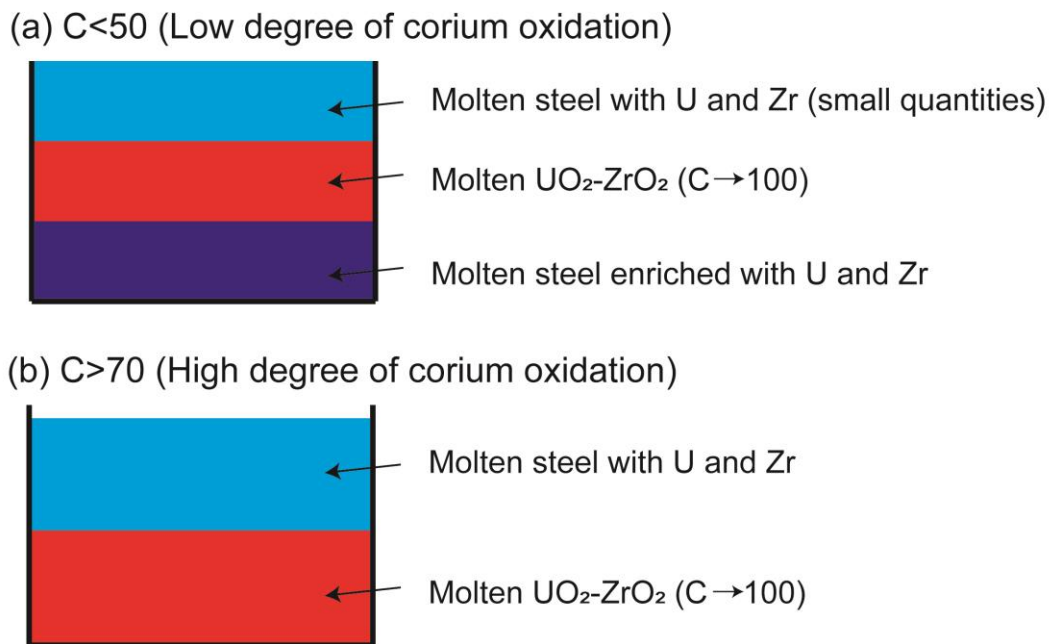 (a) C<50 (Low degree of corium oxidation)
Molten steel with U and Zr (small quantities)
Molten UO₂-ZrO₂ (C→100)
Molten steel enriched with U and Zr
(b) C>70 (High degree of corium oxidation)
Molten steel with U and Zr
Molten UO₂-ZrO₂ (C→100)